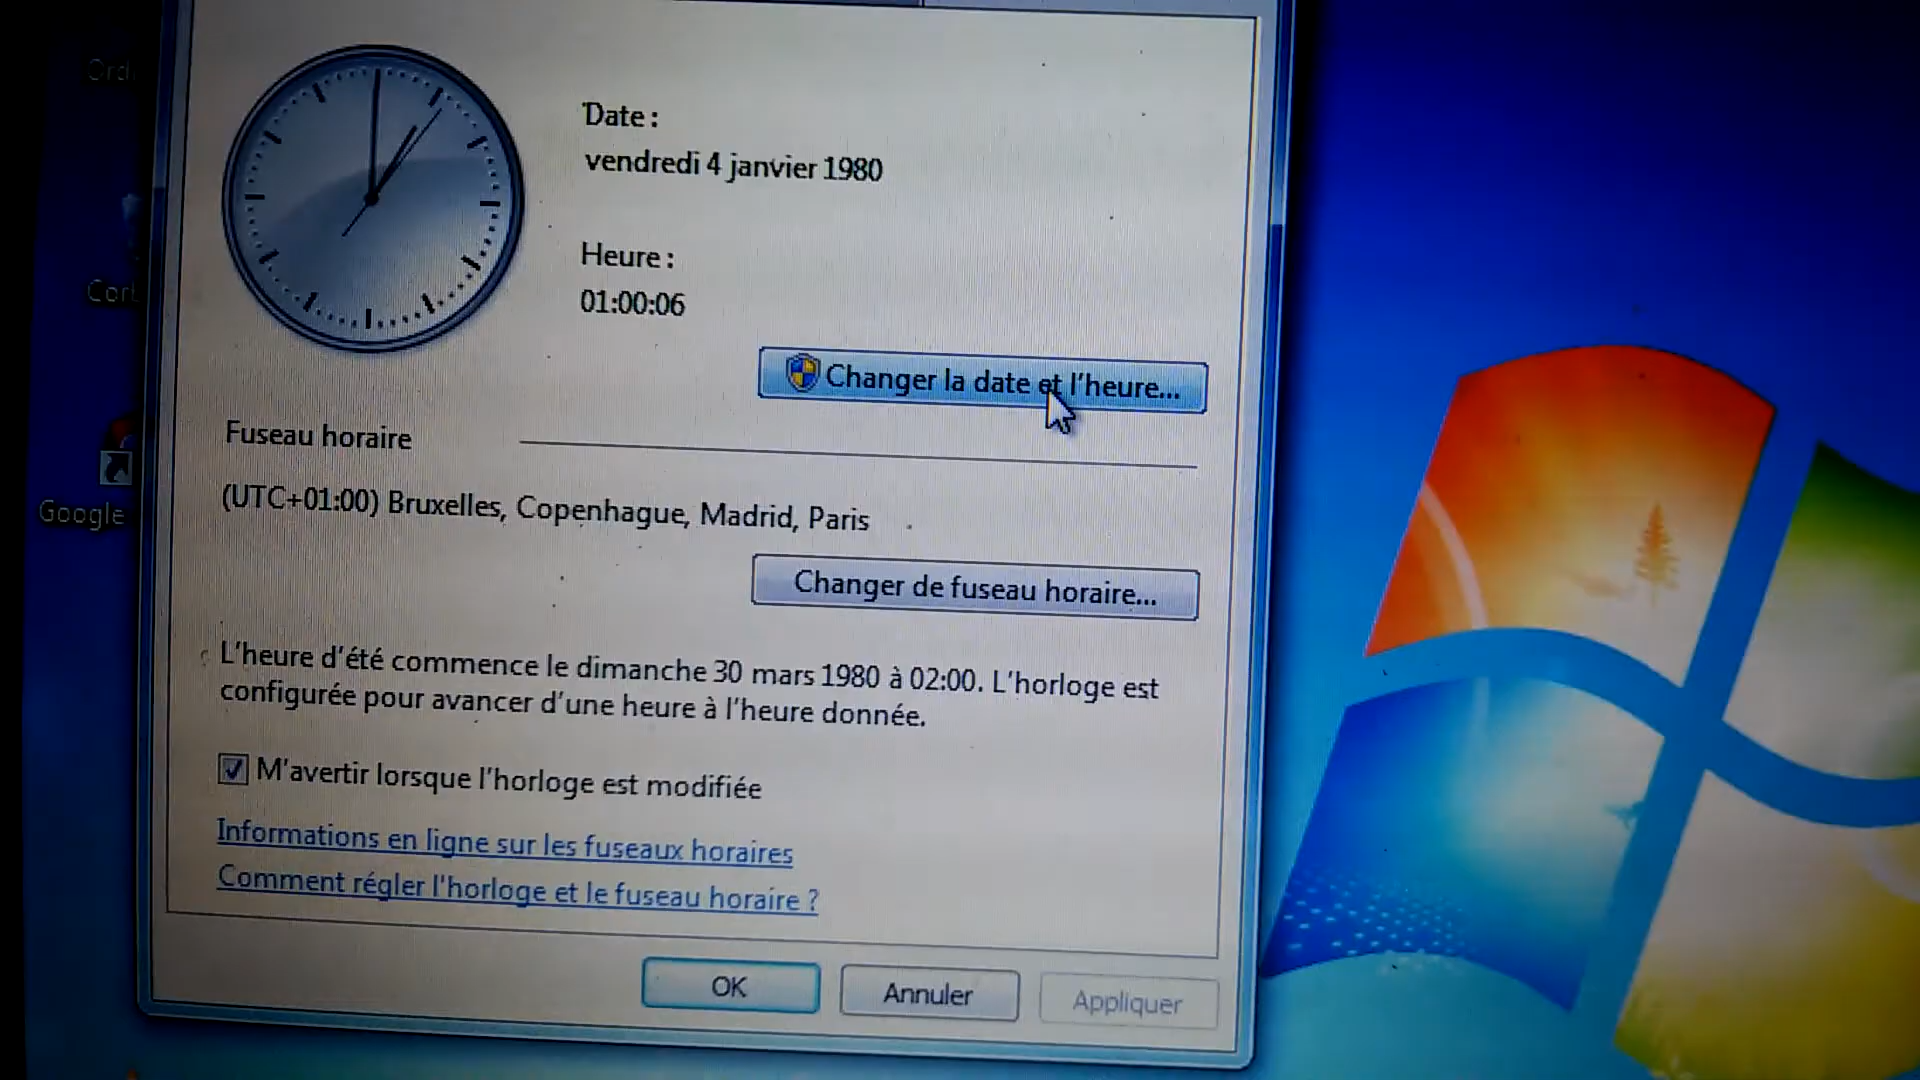 Ord
Date :
vendredi 4 janvier 1980
Heure :
01:00:06
Cor
Changer la date et l'heure...
Fuseau horaire
(UTC+01:00) Bruxelles, Copenhague, Madrid, Paris
Google
Changer de fuseau horaire...
L'heure d'été commence le dimanche 30 mars 1980 à 02:00. L'horloge est
configurée pour avancer d'une heure à l'heure donnée.
M'avertir lorsque l'horloge est modifiée
Informations en ligne sur les fuseaux horaires
Comment régler l'horloge et le fuseau horaire ?
OK
Annuler
Appliquer